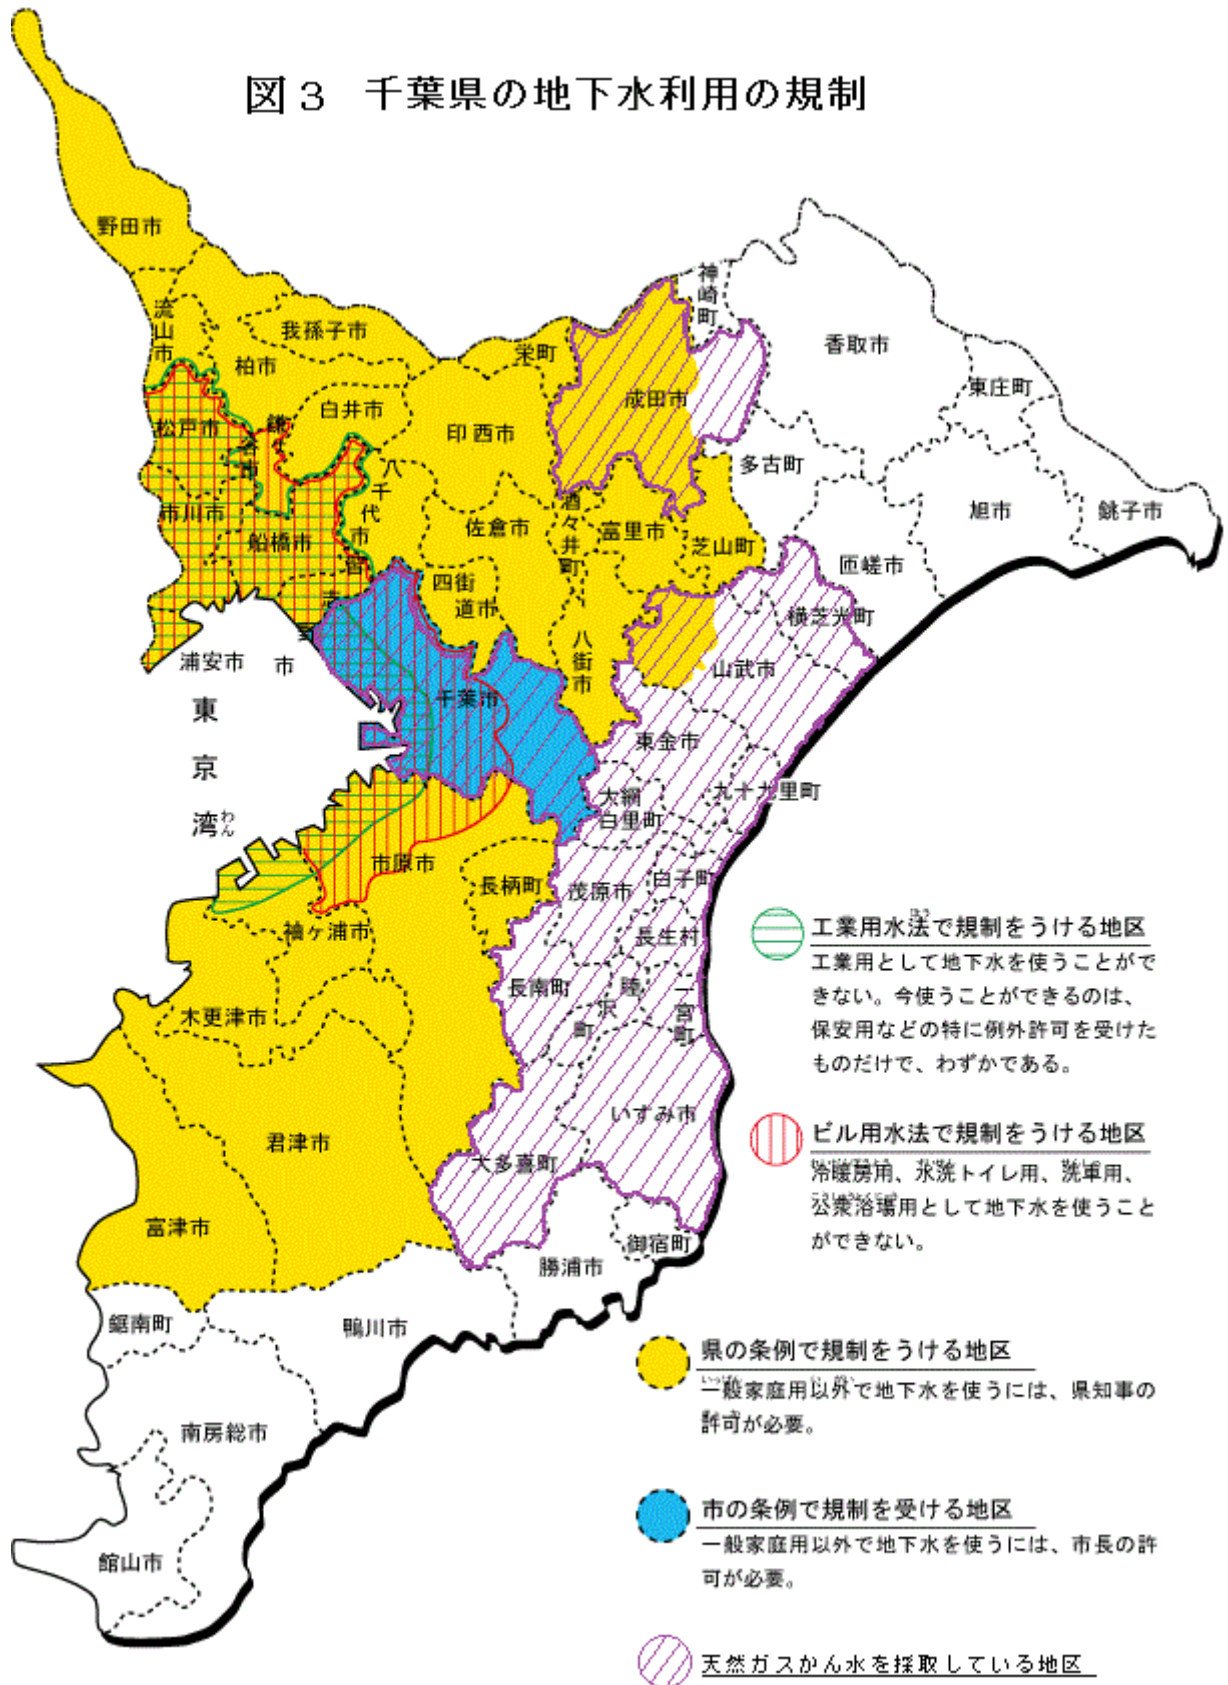 図３ 千葉県の地下水利用の規制
野田市
流山市
柏市
我孫子市
栄町
神崎町
香取市
東庄町
成田市
松戸市
鎌ケ谷市
白井市
印西市
多古町
旭市
銚子市
市川市
船橋市
八千代市
佐倉市
酒々井町
富里市
芝山町
匝嵯市
習志野市
四街道市
八街市
横芝光町
浦安市
山武市
千葉市
東金市
九十九里町
大網
白里町
東京湾
わん
市原市
長柄町
茂原市
白子町
袖ヶ浦市
長生村
長南町
睦沢町
一宮町
木更津市
いすみ市
君津市
大多喜町
富津市
御宿町
勝浦市
鋸南町
鴨川市
南房総市
館山市
工業用水法で規制をうける地区
工業用として地下水を使うことがで
きない。今使うことができるのは、
保安用などの特に例外許可を受けた
ものだけで、わずかである。
ビル用水法で規制をうける地区
冷暖房用、水洗トイレ用、洗車用、
公衆浴場用として地下水を使うこと
ができない。
県の条例で規制をうける地区
一般家庭用以外で地下水を使うには、県知事の
許可が必要。
市の条例で規制を受ける地区
一般家庭用以外で地下水を使うには、市長の許
可が必要。
天然ガスかん水を採取している地区